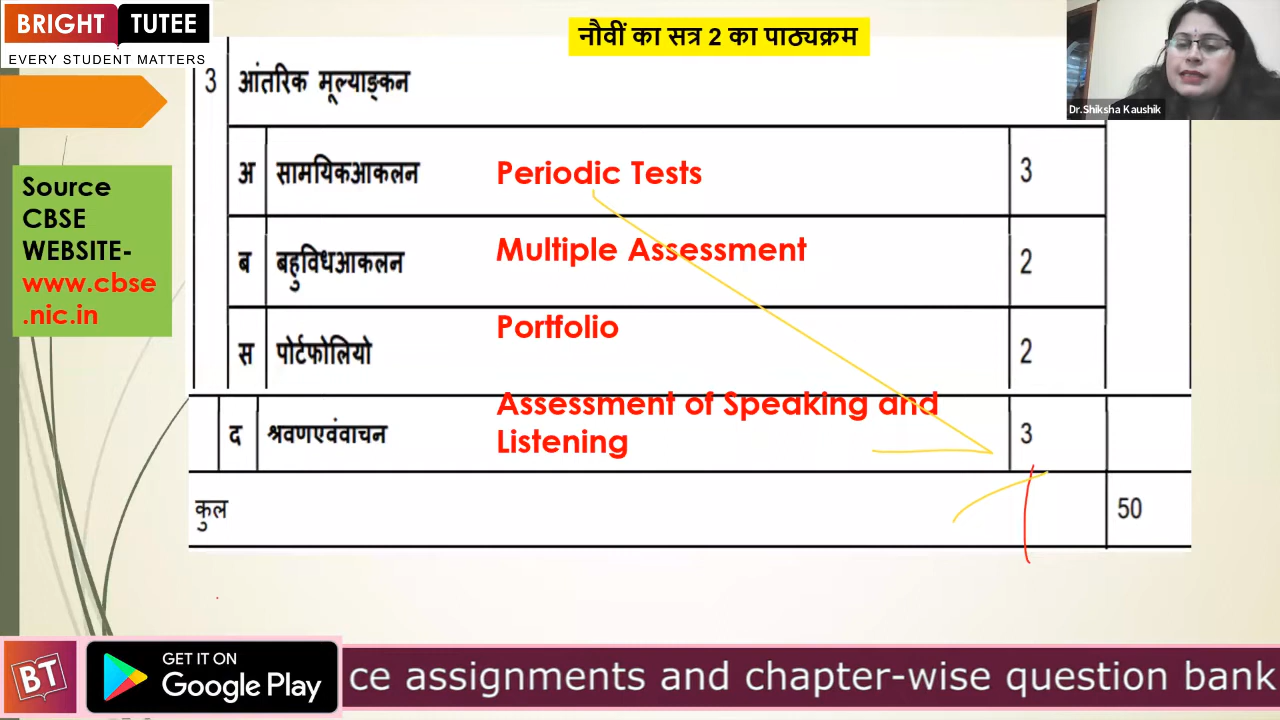 BRIGHT TUTEE
EVERY STUDENT MATTERS
नौवीं का सत्र 2 का पाठ्यक्रम
Dr.Shiksha Kaushik
Source
CBSE
WEBSITE-
www.cbse
.nic.in
3 आंतरिक मूल्याङ्कन
अ सामयिकआकलन Periodic Tests 3
ब बहुविधआकलन Multiple Assessment 2
स पोर्टफोलियो Portfolio 2
द श्रवणएवंवाचन Assessment of Speaking and
Listening 3
कुल 50
BT
GET IT ON
Google Play
ce assignments and chapter-wise question bank